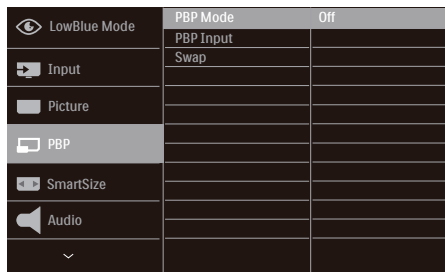 LowBlue Mode
Input
Picture
PBP
SmartSize
Audio
PBP Mode Off
PBP Input
Swap